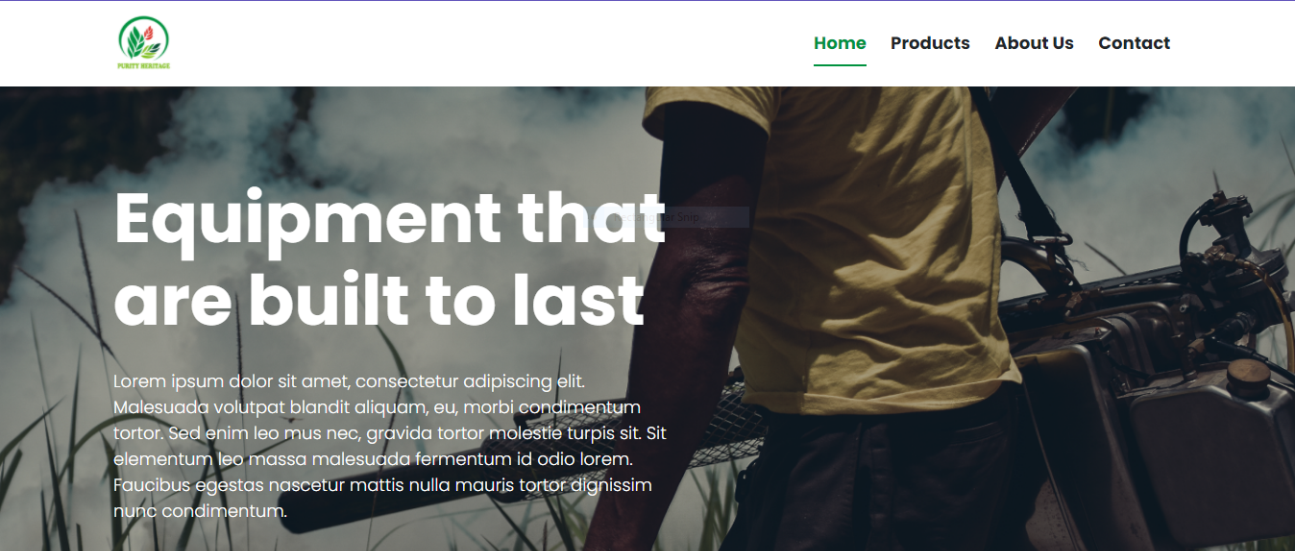 PURITY HERITAGE
Home Products About Us Contact
Equipment that
are built to last
Lorem ipsum dolor sit amet, consectetur adipiscing elit.
Malesuada volutpat blandit aliquam, eu, morbi condimentum
tortor. Sed enim leo mus nec, gravida tortor molestie turpis sit. Sit
elementum leo massa malesuada fermentum id odio lorem.
Faucibus egestas nascetur mattis nulla mauris tortor dignissim
nunc condimentum.